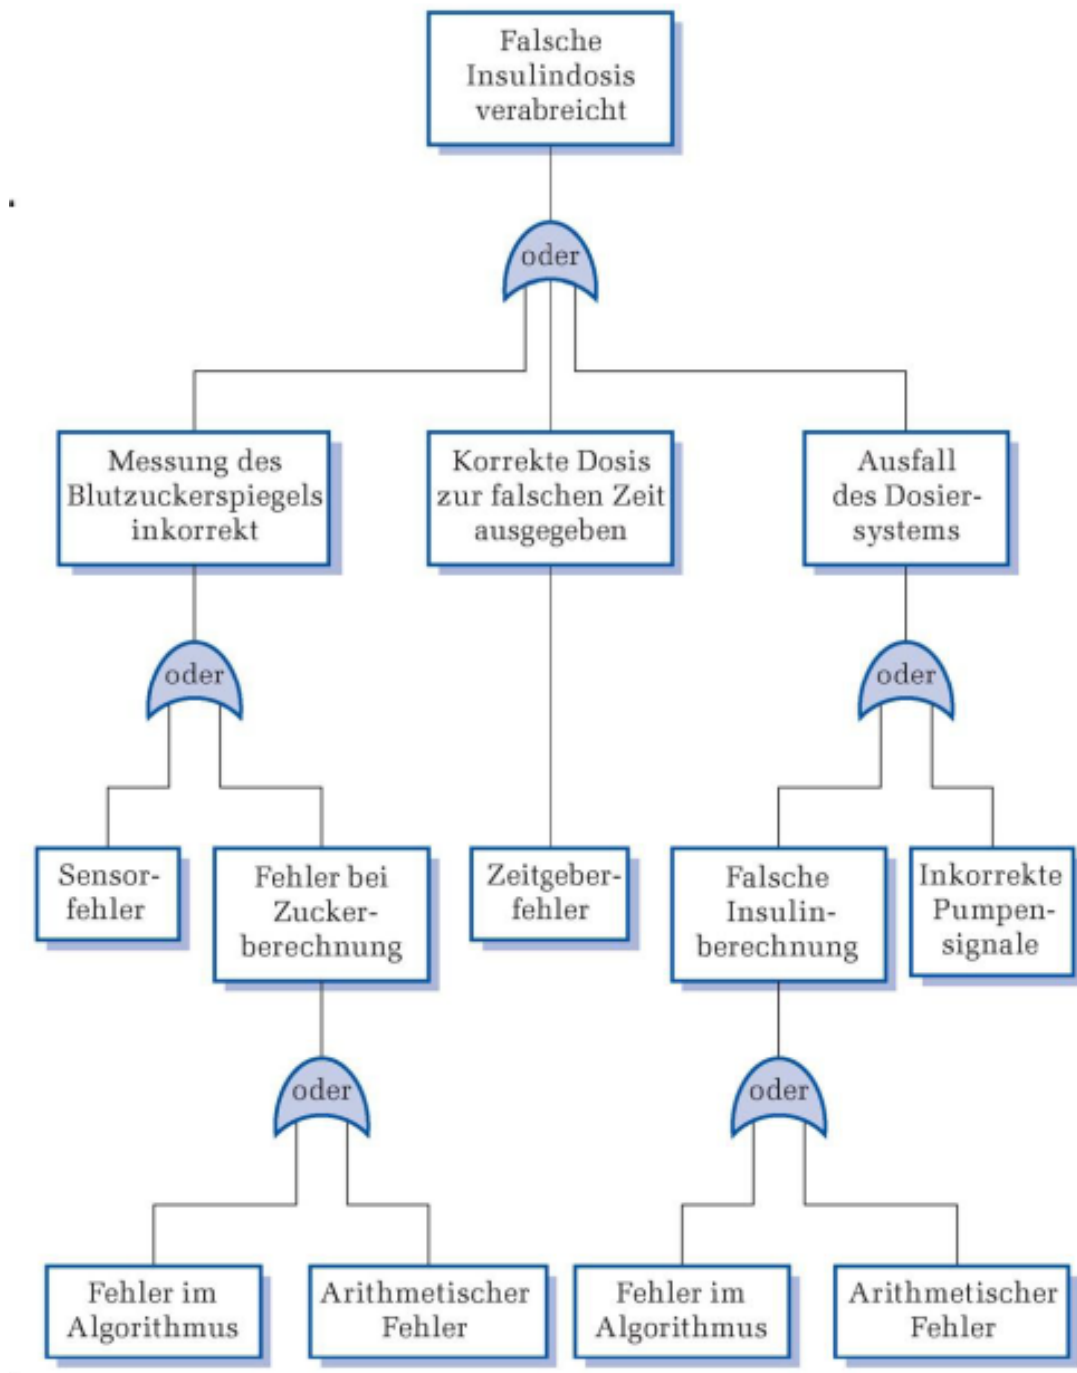 Falsche
Insulindosis
verabreicht
oder
Messung des
Blutzuckerspiegels
inkorrekt
Korrekte Dosis
zur falschen Zeit
ausgegeben
Ausfall
des Dosier-
systems
oder
oder
Sensor-
fehler
Fehler bei
Zucker-
berechnung
Zeitgeber-
fehler
Falsche
Insulin-
berechnung
Inkorrekte
Pumpen-
signale
oder
oder
Fehler im
Algorithmus
Arithmetischer
Fehler
Fehler im
Algorithmus
Arithmetischer
Fehler